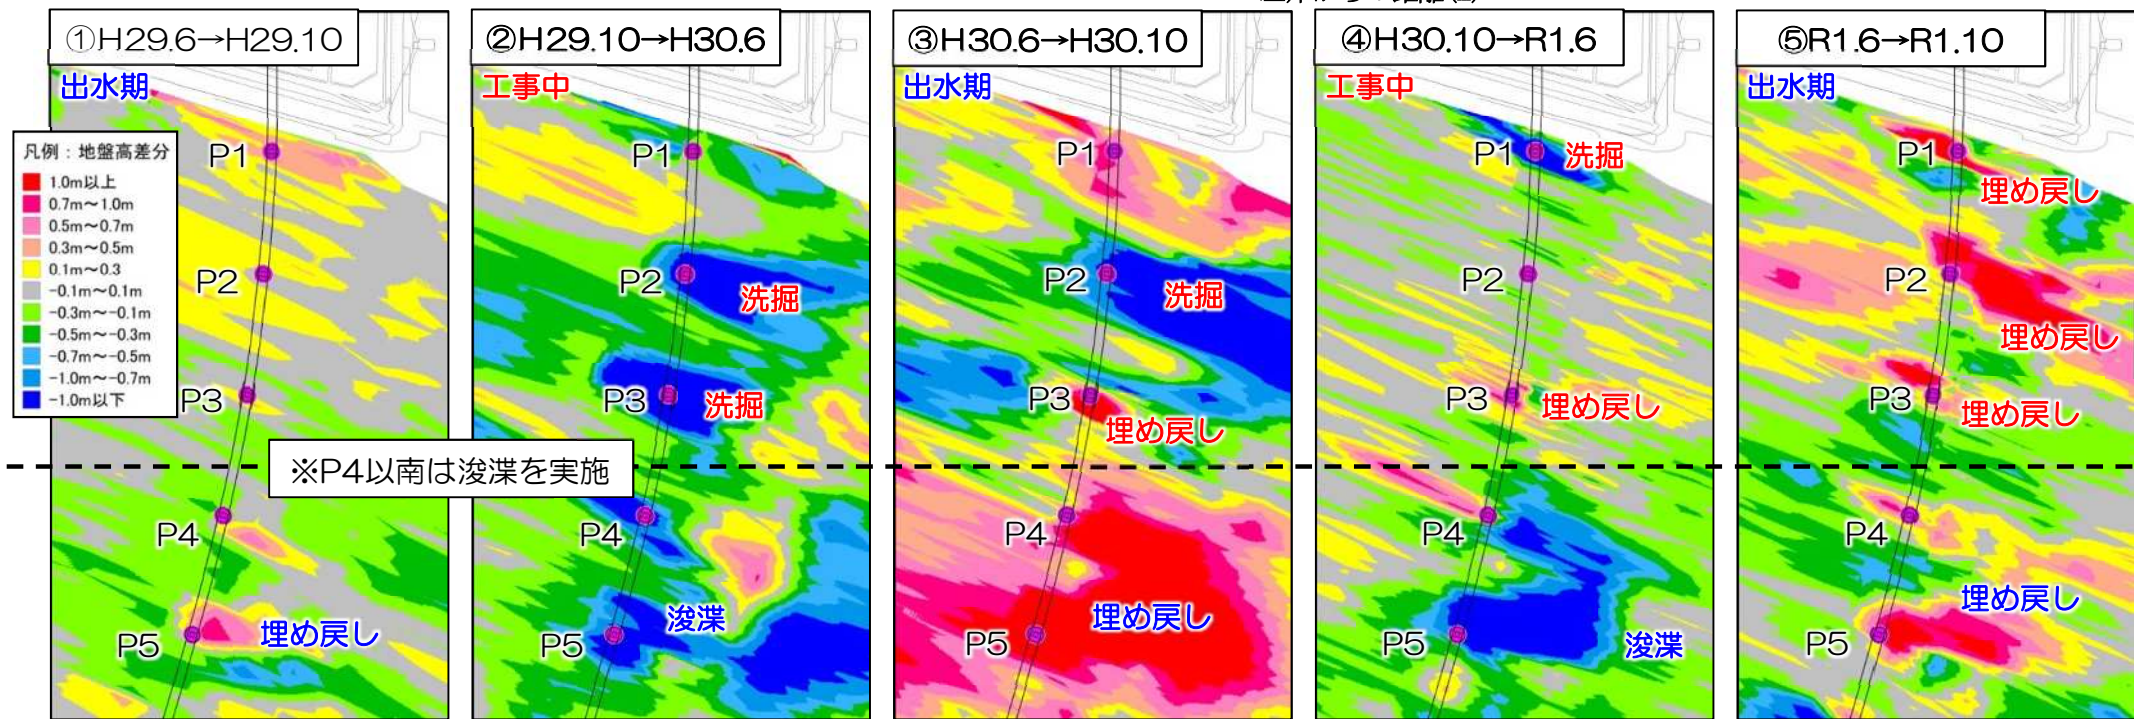 ①H29.6→H29.10
出水期
凡例：地盤高差分
1.0m以上
0.7m～1.0m
0.5m～0.7m
0.3m～0.5m
0.1m～0.3
-0.1m～0.1m
-0.3m～-0.1m
-0.5m～-0.3m
-0.7m～-0.5m
-1.0m～-0.7m
-1.0m以下
P1
P2
P3
P4
P5
埋め戻し
※P4以南は浚渫を実施
②H29.10→H30.6
工事中
P1
P2
洗掘
P3
洗掘
P4
浚渫
P5
③H30.6→H30.10
出水期
P1
P2
洗掘
P3
埋め戻し
P4
埋め戻し
P5
④H30.10→R1.6
工事中
P1
洗掘
P2
P3
埋め戻し
P4
P5
浚渫
⑤R1.6→R1.10
出水期
P1
埋め戻し
P2
埋め戻し
P3
埋め戻し
P4
埋め戻し
P5